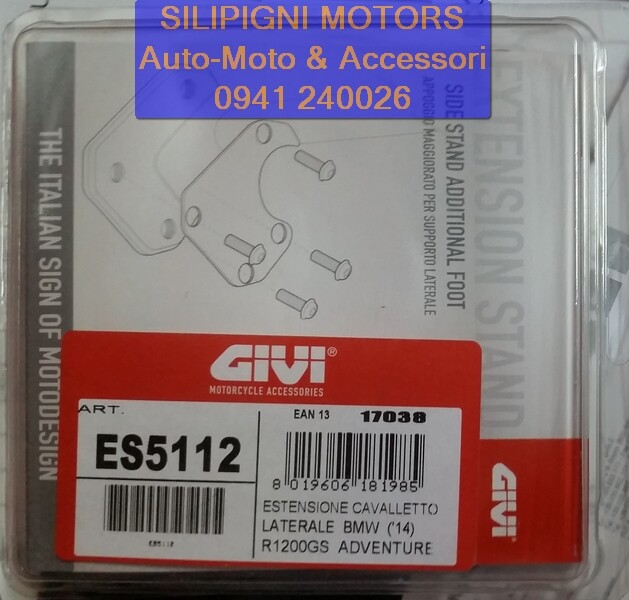 SILIPIGNI MOTORS
Auto-Moto & Accessori
0941 240026
EXTENSION STAND
SIDE STAND ADDITIONAL FOOT
APPOGGIO MAGGIORATO PER SUPPORTO LATERALE
THE ITALIAN SIGN OF MOTODESIGN
GIVI®
MOTORCYCLE ACCESSORIES
ART.
ES5112
ES5112
EAN 13 17038
8 019606 181985
ESTENSIONE CAVALLETTO
LATERALE BMW ('14)
R1200GS ADVENTURE
GIVI